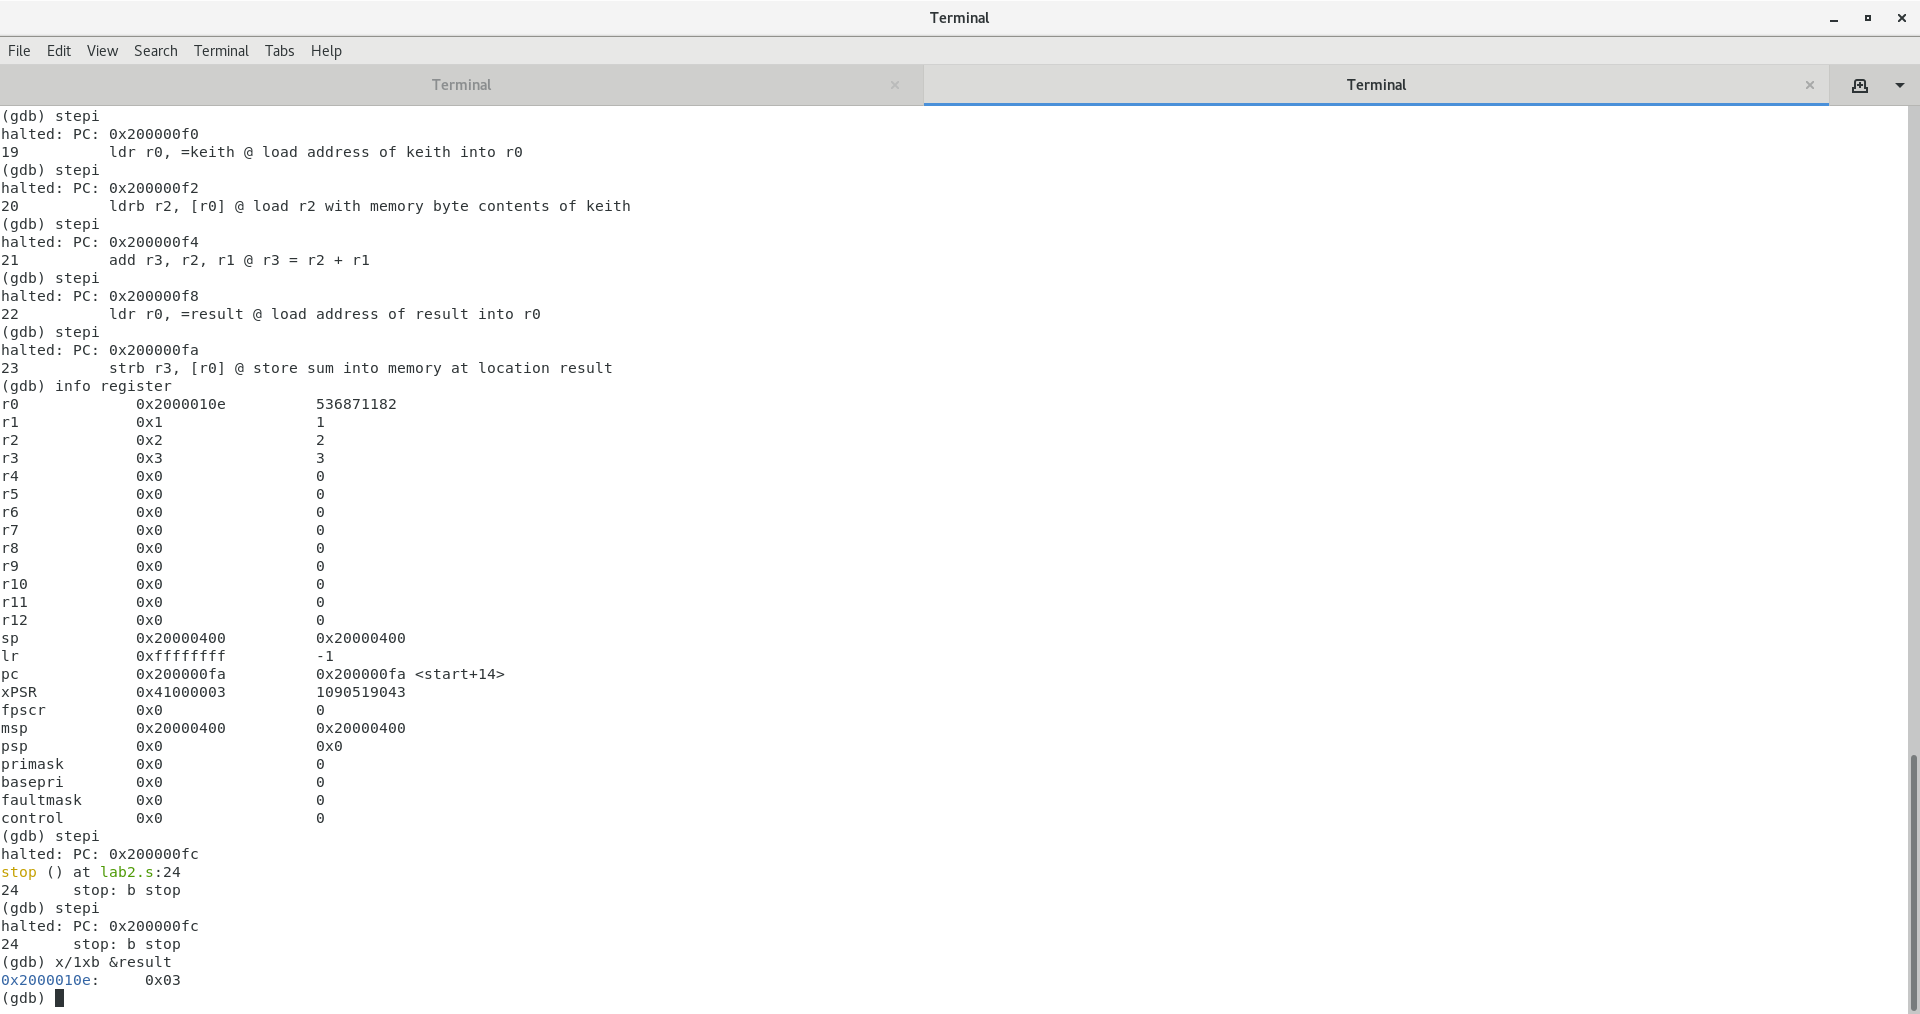 Terminal
File Edit View Search Terminal Tabs Help
Terminal Terminal
(gdb) stepi
halted: PC: 0x200000f0
19          ldr r0, =keith @ load address of keith into r0
(gdb) stepi
halted: PC: 0x200000f2
20          ldrb r2, [r0] @ load r2 with memory byte contents of keith
(gdb) stepi
halted: PC: 0x200000f4
21          add r3, r2, r1 @ r3 = r2 + r1
(gdb) stepi
halted: PC: 0x200000f8
22          ldr r0, =result @ load address of result into r0
(gdb) stepi
halted: PC: 0x200000fa
23          strb r3, [r0] @ store sum into memory at location result
(gdb) info register
r0             0x2000010e          536871182
r1             0x1                 1
r2             0x2                 2
r3             0x3                 3
r4             0x0                 0
r5             0x0                 0
r6             0x0                 0
r7             0x0                 0
r8             0x0                 0
r9             0x0                 0
r10            0x0                 0
r11            0x0                 0
r12            0x0                 0
sp             0x20000400          0x20000400
lr             0xffffffff          -1
pc             0x200000fa          0x200000fa <start+14>
xPSR           0x41000003          1090519043
fpscr          0x0                 0
msp            0x20000400          0x20000400
psp            0x0                 0x0
primask        0x0                 0
basepri        0x0                 0
faultmask      0x0                 0
control        0x0                 0
(gdb) stepi
halted: PC: 0x200000fc
stop () at lab2.s:24
24      stop: b stop
(gdb) stepi
halted: PC: 0x200000fc
24      stop: b stop
(gdb) x/1xb &result
0x2000010e:     0x03
(gdb)